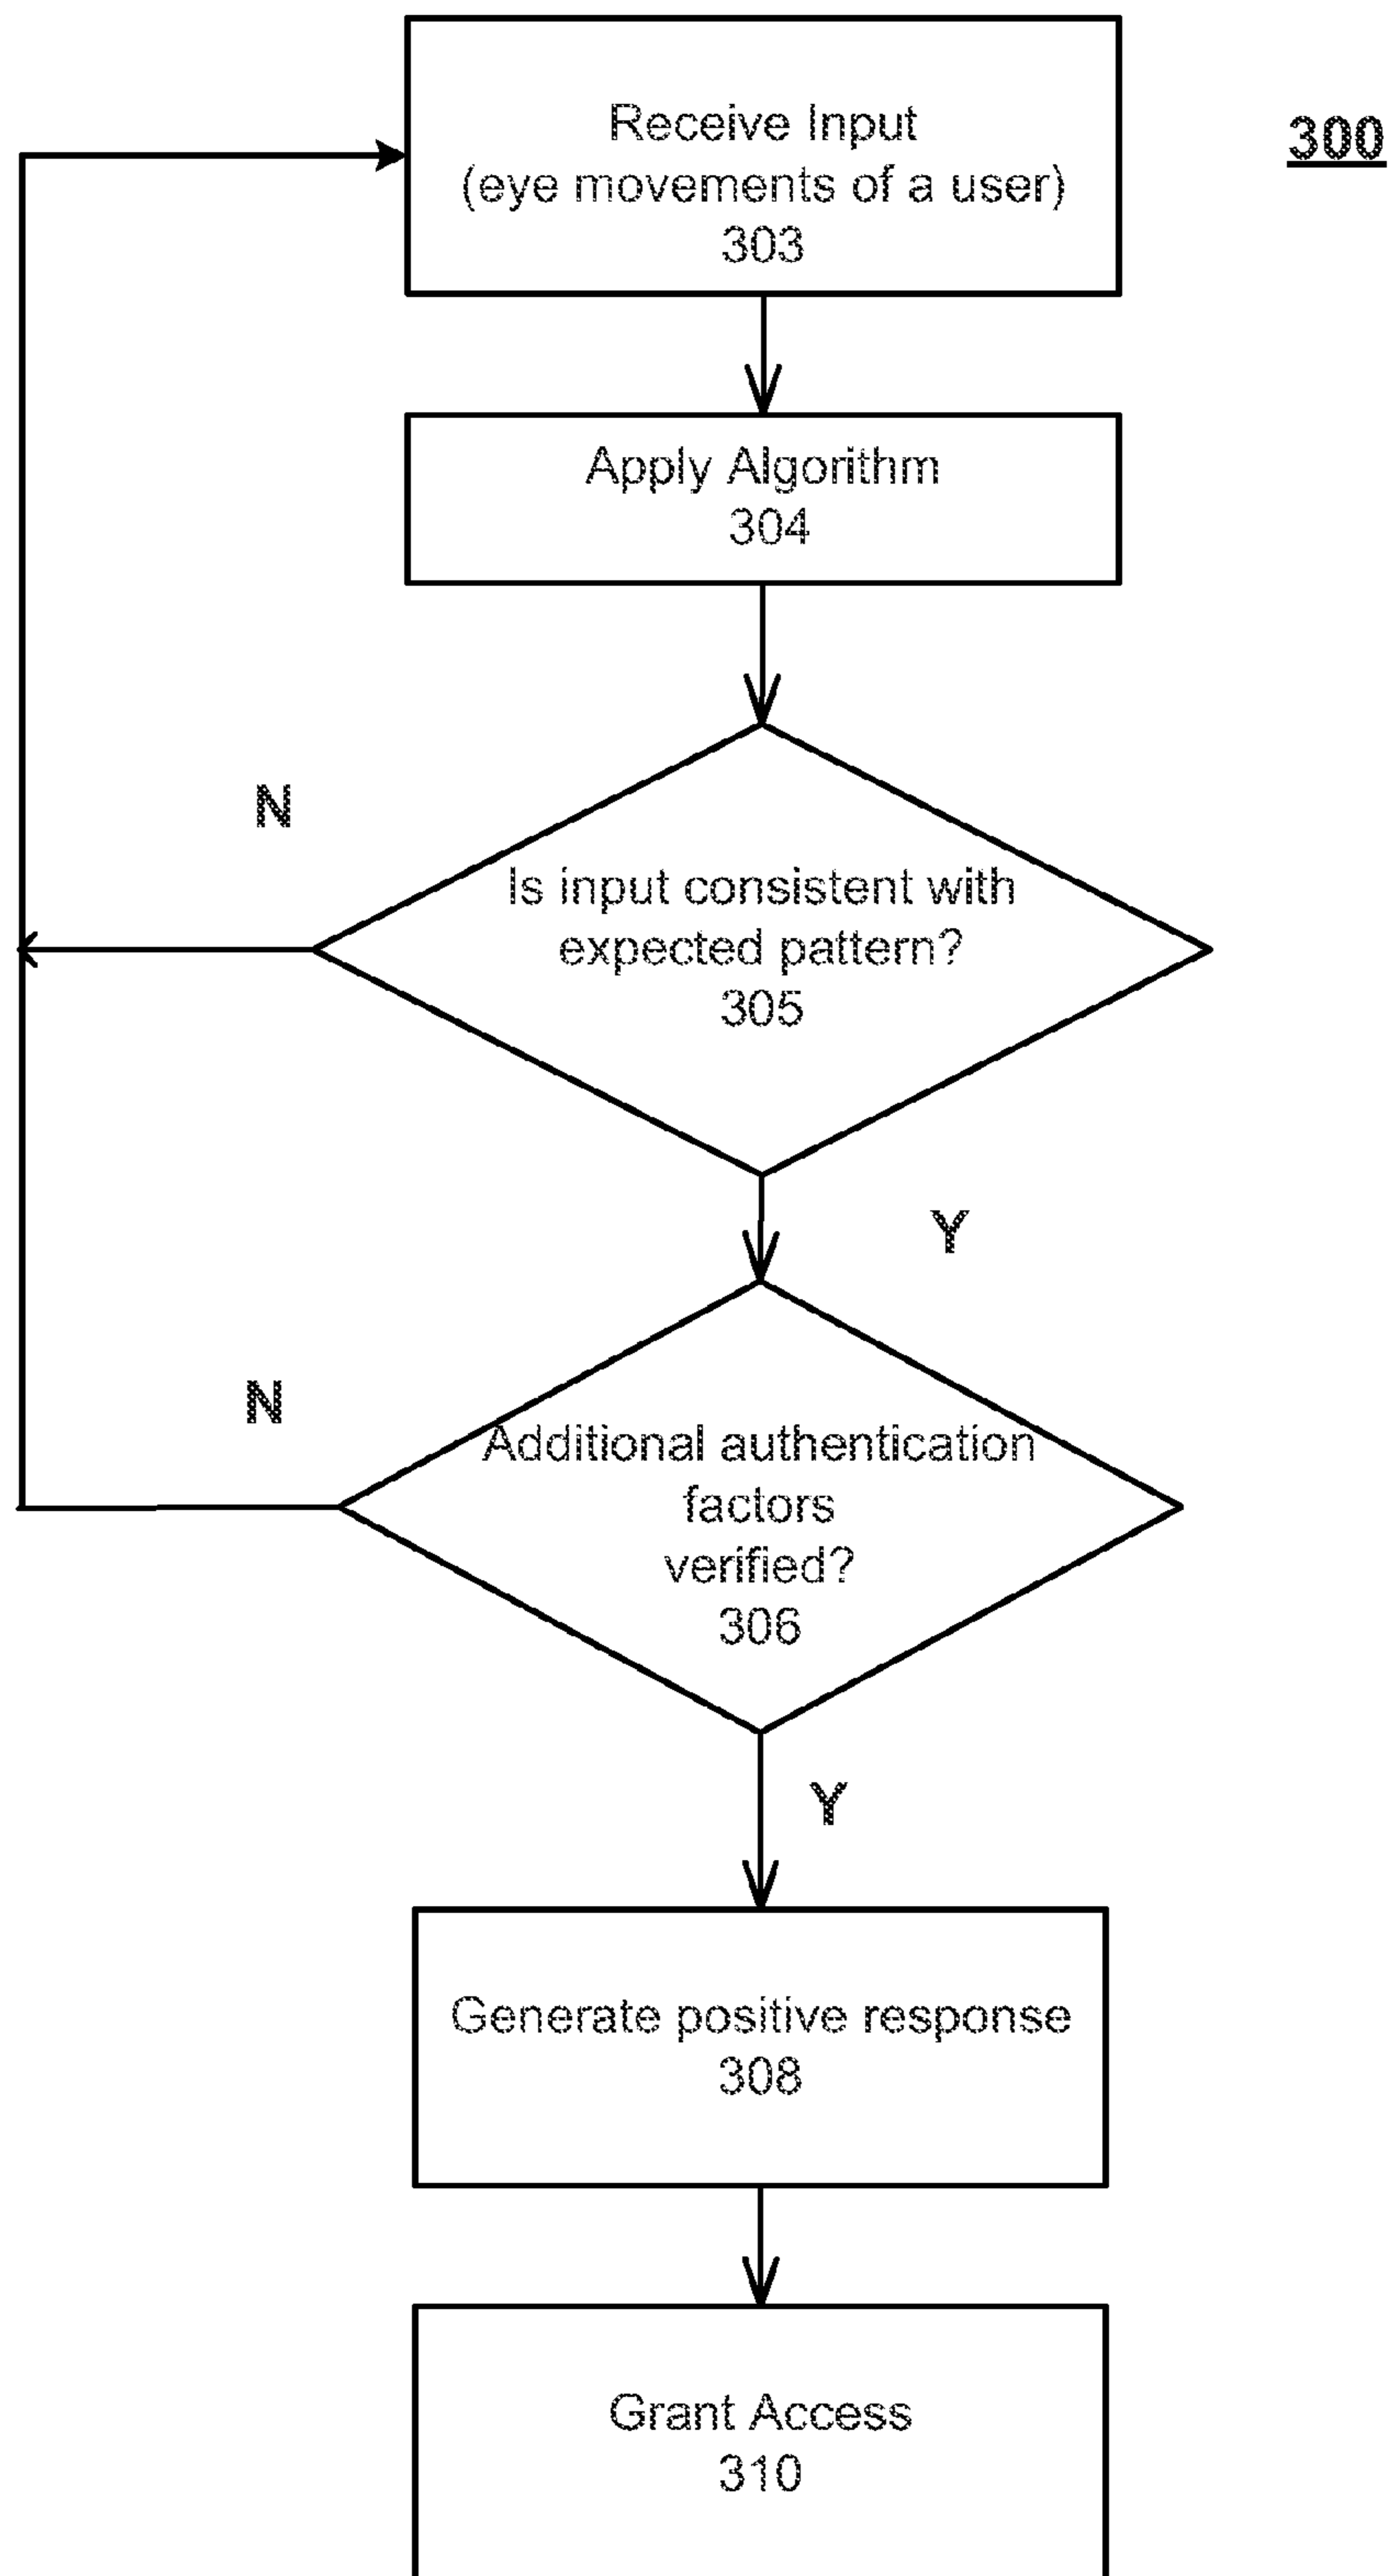 300
Receive Input
(eye movements of a user)
303
Apply Algorithm
304
N
Is input consistent with
expected pattern?
305
Y
N
Additional authentication
factors
verified?
306
Y
Generate positive response
308
Grant Access
310